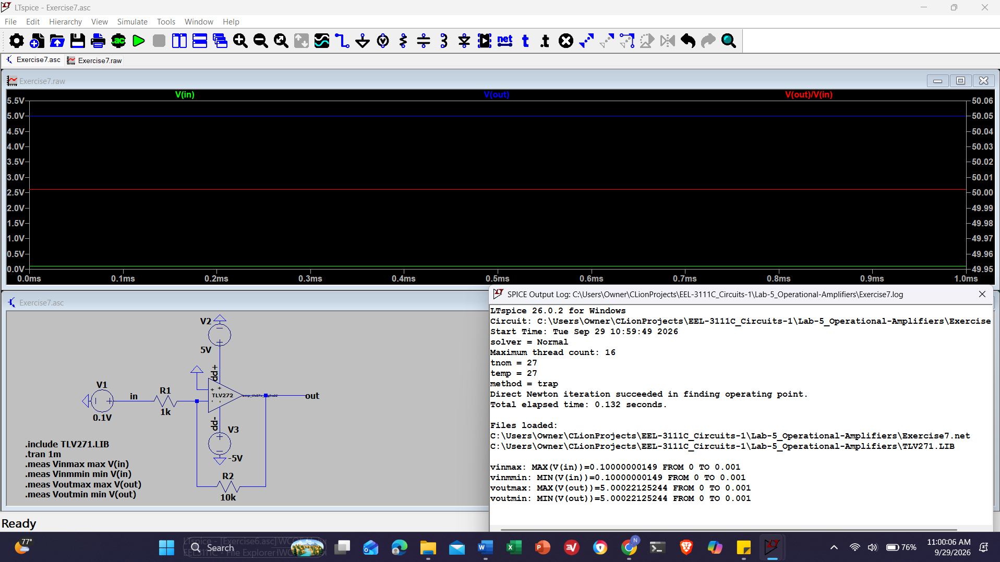 LTspice - Exercise7.asc
File Edit Hierarchy View Simulate Tools Window Help
.ac net t .t
Exercise7.asc Exercise7.raw
Exercise7.raw
V(in) V(out) V(out)/V(in)
5.5V 50.06
5.0V 50.05
4.5V 50.04
4.0V 50.03
3.5V 50.02
3.0V 50.01
2.5V 50.00
2.0V 49.99
1.5V 49.98
1.0V 49.97
0.5V 49.96
0.0V 49.95
0.0ms 0.1ms 0.2ms 0.3ms 0.4ms 0.5ms 0.6ms 0.7ms 0.8ms 0.9ms 1.0ms
Exercise7.asc
V2
5V
dd+
V1
in
R1
TLV272
out
1k
0.1V
dd-
V3
-5V
R2
10k
.include TLV271.LIB
.tran 1m
.meas Vinmax max V(in)
.meas Vinmmin min V(in)
.meas Voutmax max V(out)
.meas Voutmin min V(out)
SPICE Output Log: C:\Users\Owner\CLionProjects\EEL-3111C_Circuits-1\Lab-5_Operational-Amplifiers\Exercise7.log
LTspice 26.0.2 for Windows
Circuit: C:\Users\Owner\CLionProjects\EEL-3111C_Circuits-1\Lab-5_Operational-Amplifiers\Exercise
Start Time: Tue Sep 29 10:59:49 2026
solver = Normal
Maximum thread count: 16
tnom = 27
temp = 27
method = trap
Direct Newton iteration succeeded in finding operating point.
Total elapsed time: 0.132 seconds.
Files loaded:
C:\Users\Owner\CLionProjects\EEL-3111C_Circuits-1\Lab-5_Operational-Amplifiers\Exercise7.net
C:\Users\Owner\CLionProjects\EEL-3111C_Circuits-1\Lab-5_Operational-Amplifiers\TLV271.LIB
vinmax: MAX(V(in))=0.10000000149 FROM 0 TO 0.001
vinmmin: MIN(V(in))=0.10000000149 FROM 0 TO 0.001
voutmax: MAX(V(out))=5.00022125244 FROM 0 TO 0.001
voutmin: MIN(V(out))=5.00022125244 FROM 0 TO 0.001
Ready
77°
LTspice - [Exercise6.asc]
Search
File Explorer
N
76%
11:00:06 AM
9/29/2026